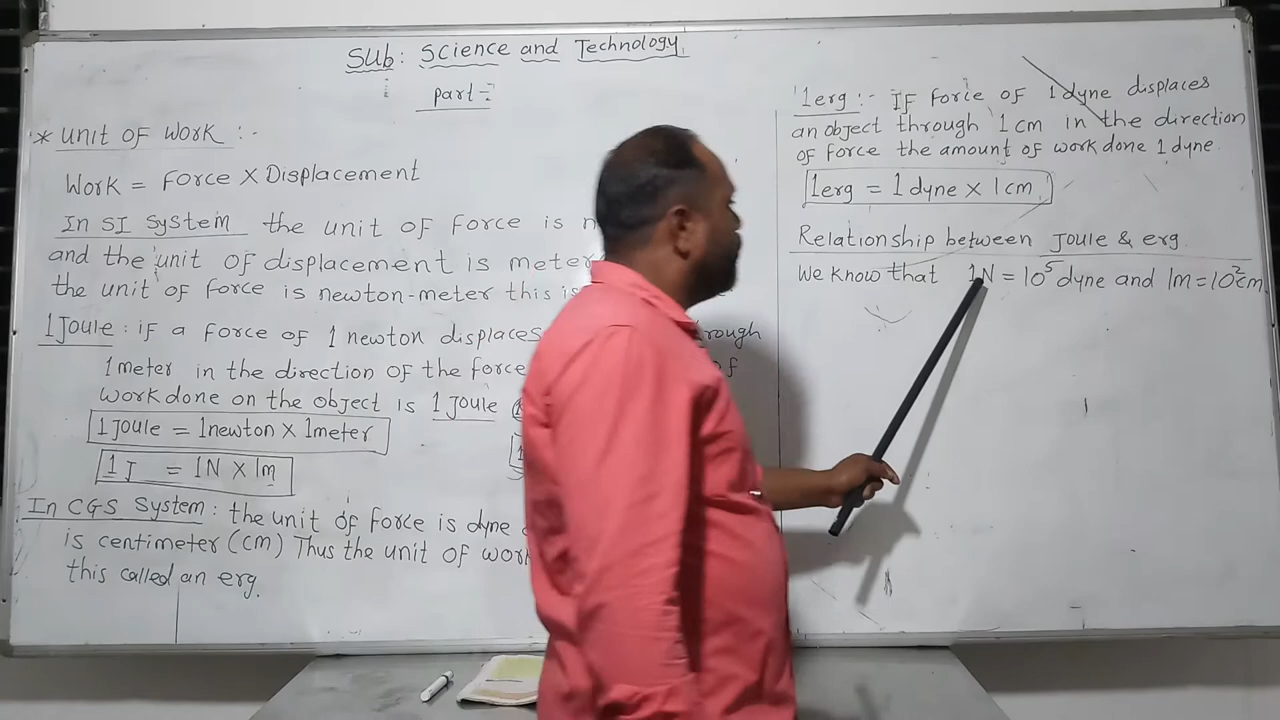 Sub: Science and Technology
Part-:
* Unit of Work :-
Work = Force X Displacement
In SI System the unit of Force is n
and the unit of displacement is meter
the unit of force is newton-meter this is
1 Joule : if a force of 1 newton displaces rough
1 meter in the direction of the force of
work done on the object is 1 Joule
1 Joule = 1 newton X 1 meter
1 J = 1N X 1m
In CGS System : the unit of force is dyne
is centimeter (cm) Thus the unit of work
this called an erg.
1 erg :- IF force of 1 dyne displaces
an object through 1 cm in the direction
of force the amount of work done 1 dyne.
1 erg = 1 dyne X 1 cm
Relationship between Joule & erg.
We know that 1N = 10⁵ dyne and 1m = 10²cm